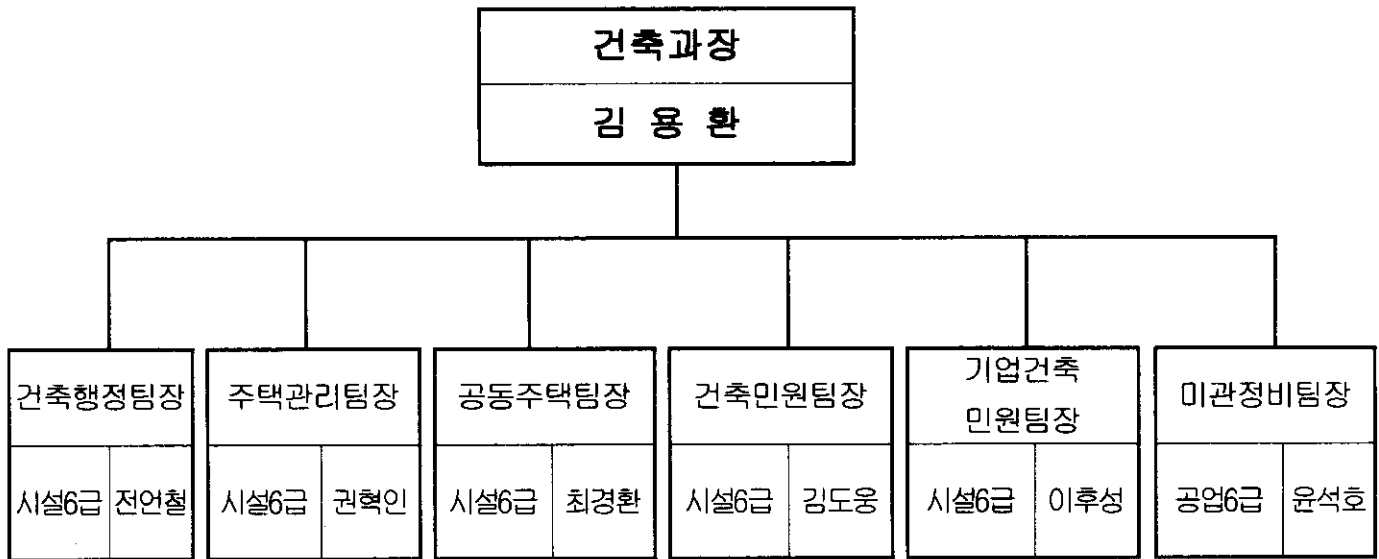 건축과장
김 용 환
건축행정팀장
시설6급 전언철
주택관리팀장
시설6급 권혁인
공동주택팀장
시설6급 최경환
건축민원팀장
시설6급 김도웅
기업건축
민원팀장
시설6급 이후성
미관정비팀장
공업6급 윤석호